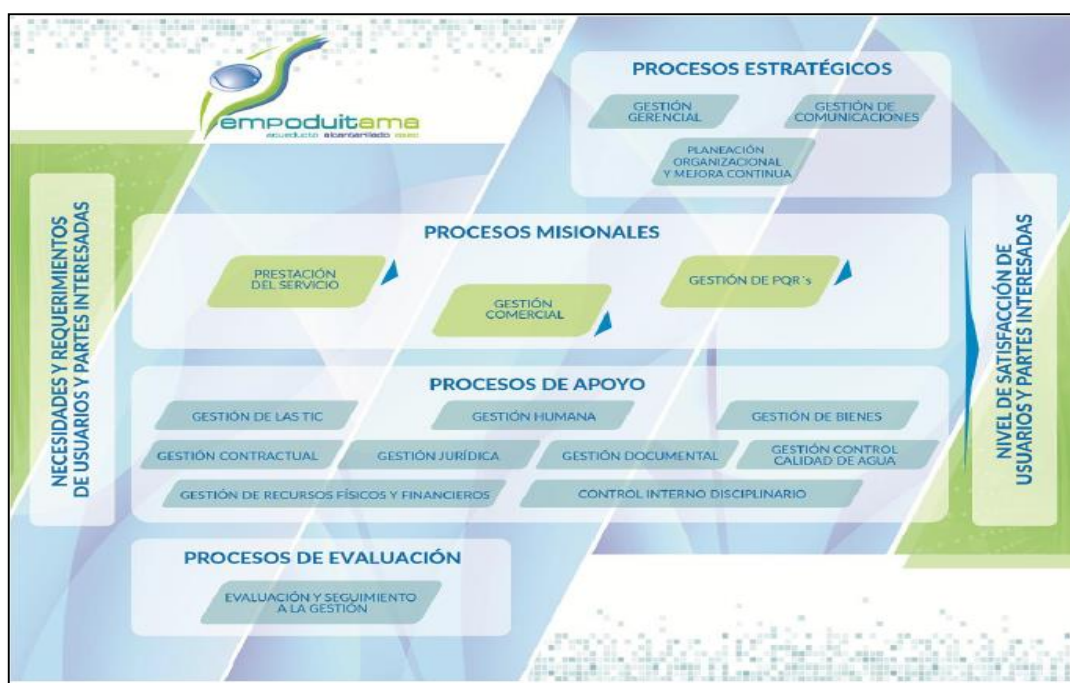 empoduitama
acueducto alcantarillado aseo
PROCESOS ESTRATÉGICOS
GESTIÓN
GERENCIAL
GESTIÓN DE
COMUNICACIONES
PLANEACIÓN
ORGANIZACIONAL
Y MEJORA CONTINUA
NECESIDADES Y REQUERIMIENTOS
DE USUARIOS Y PARTES INTERESADAS
PROCESOS MISIONALES
PRESTACIÓN
DEL SERVICIO
GESTIÓN
COMERCIAL
GESTIÓN DE PQR´s
PROCESOS DE APOYO
GESTIÓN DE LAS TIC
GESTIÓN HUMANA
GESTIÓN DE BIENES
GESTIÓN CONTRACTUAL
GESTIÓN JURÍDICA
GESTIÓN DOCUMENTAL
GESTIÓN CONTROL
CALIDAD DE AGUA
GESTIÓN DE RECURSOS FÍSICOS Y FINANCIEROS
CONTROL INTERNO DISCIPLINARIO
PROCESOS DE EVALUACIÓN
EVALUACIÓN Y SEGUIMIENTO
A LA GESTIÓN
NIVEL DE SATISFACCIÓN DE
USUARIOS Y PARTES INTERESADAS